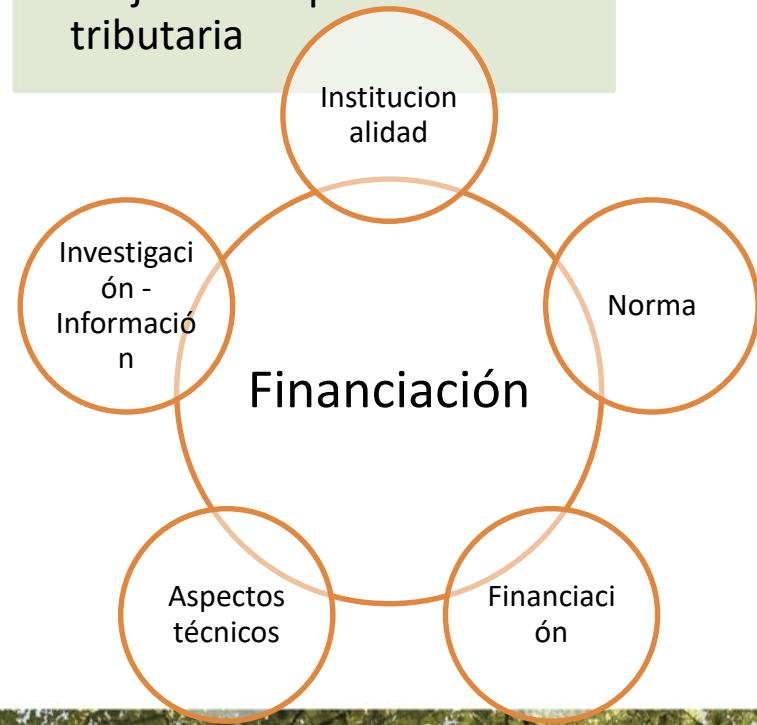 tributaria
Institucion
alidad
Investigaci
ón -
Informació
n
Norma
Financiación
Aspectos
técnicos
Financiaci
ón